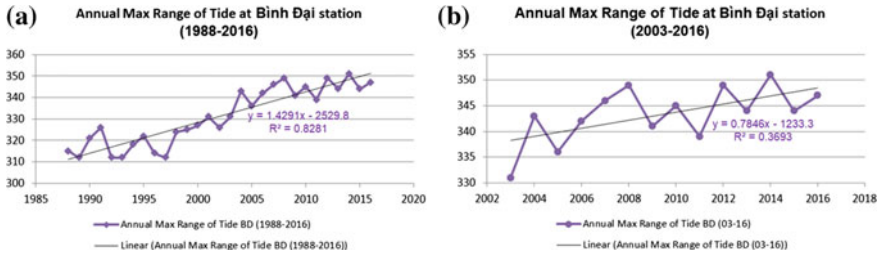 (a)
Annual Max Range of Tide at Bình Đại station
(1988-2016)
360
350
340
330
320
310
300
y = 1.4291x - 2529.8
R² = 0.8281
1985 1990 1995 2000 2005 2010 2015 2020
Annual Max Range of Tide BD (1988-2016)
Linear (Annual Max Range of Tide BD (1988-2016))
(b)
Annual Max Range of Tide at Bình Đại station
(2003-2016)
355
350
345
340
335
330
y = 0.7846x - 1233.3
R² = 0.3693
2002 2004 2006 2008 2010 2012 2014 2016 2018
Annual Max Range of Tide BD (03-16)
Linear (Annual Max Range of Tide BD (03-16))